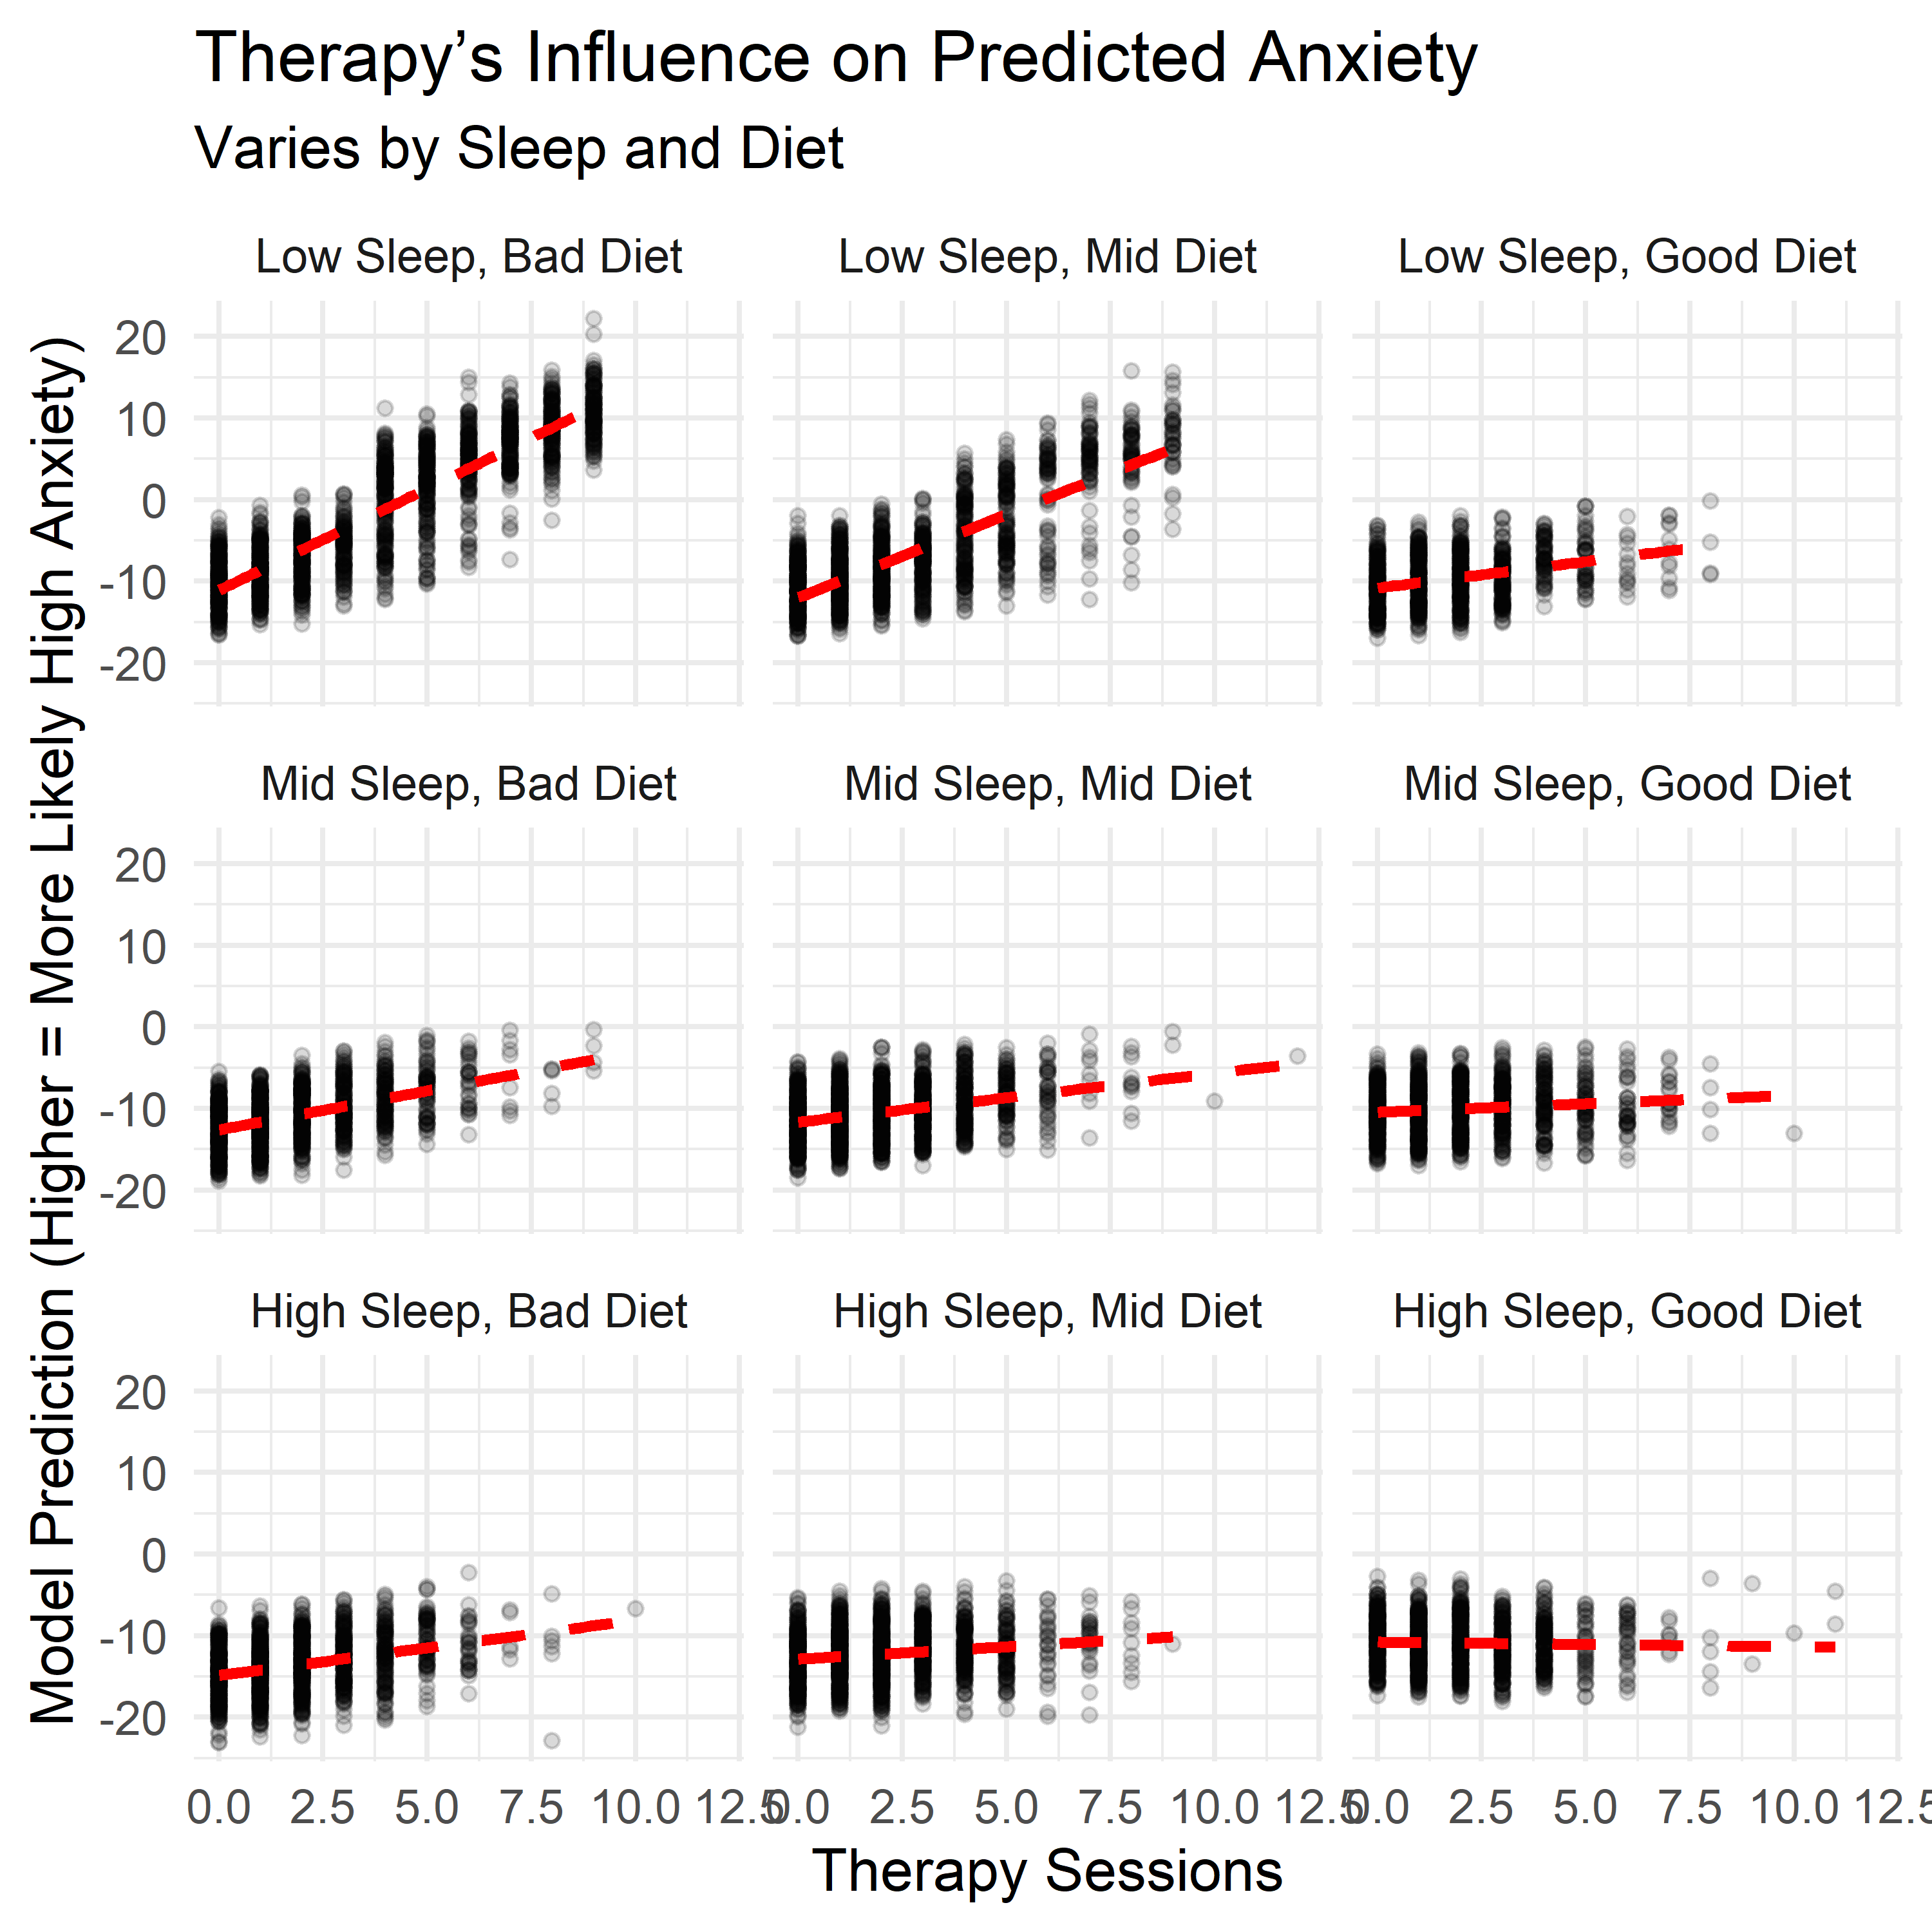 Therapy’s Influence on Predicted Anxiety
Varies by Sleep and Diet
Model Prediction (Higher = More Likely High Anxiety)
Low Sleep, Bad Diet
Low Sleep, Mid Diet
Low Sleep, Good Diet
20
10
0
-10
-20
Mid Sleep, Bad Diet
Mid Sleep, Mid Diet
Mid Sleep, Good Diet
20
10
0
-10
-20
High Sleep, Bad Diet
High Sleep, Mid Diet
High Sleep, Good Diet
20
10
0
-10
-20
0.0 2.5 5.0 7.5 10.0 12.5
0.0 2.5 5.0 7.5 10.0 12.5
0.0 2.5 5.0 7.5 10.0 12.5
Therapy Sessions